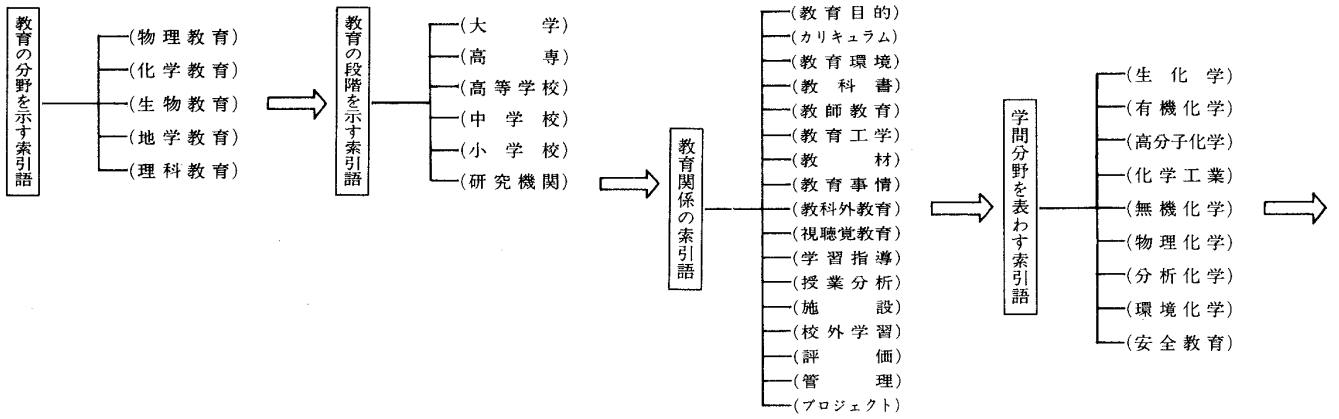 教育の分野を示す索引語
(物理教育)
(化学教育)
(生物教育)
(地学教育)
(理科教育)
教育の段階を示す索引語
(大学)
(高専)
(高等学校)
(中学校)
(小学校)
(研究機関)
教育関係の索引語
(教育目的)
(カリキュラム)
(教育環境)
(教科書)
(教師教育)
(教育工学)
(教材)
(教育事情)
(教科外教育)
(視聴覚教育)
(学習指導)
(授業分析)
(施設)
(校外学習)
(評価)
(管理)
(プロジェクト)
学問分野を表わす索引語
(生化学)
(有機化学)
(高分子化学)
(化学工業)
(無機化学)
(物理化学)
(分析化学)
(環境化学)
(安全教育)